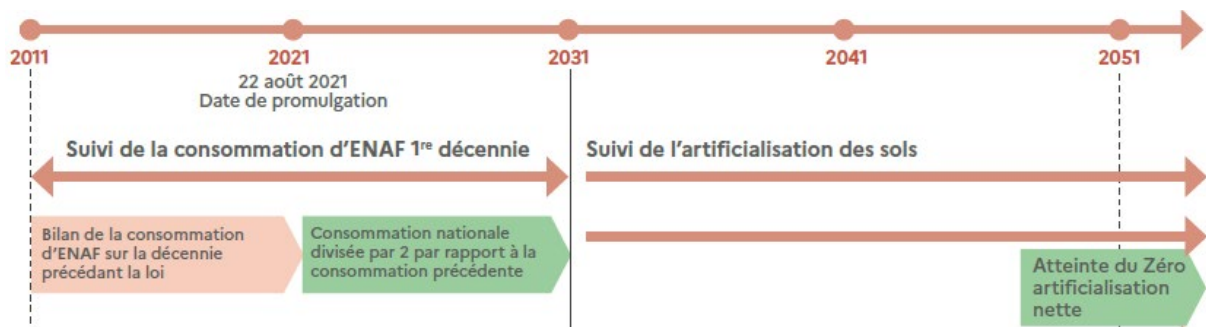 2011
2021
2031
2041
2051
22 août 2021
Date de promulgation
Suivi de la consommation d'ENAF 1re décennie
Suivi de l'artificialisation des sols
Bilan de la consommation
d'ENAF sur la décennie
précédant la loi
Consommation nationale
divisée par 2 par rapport à la
consommation précédente
Atteinte du Zéro
artificialisation
nette